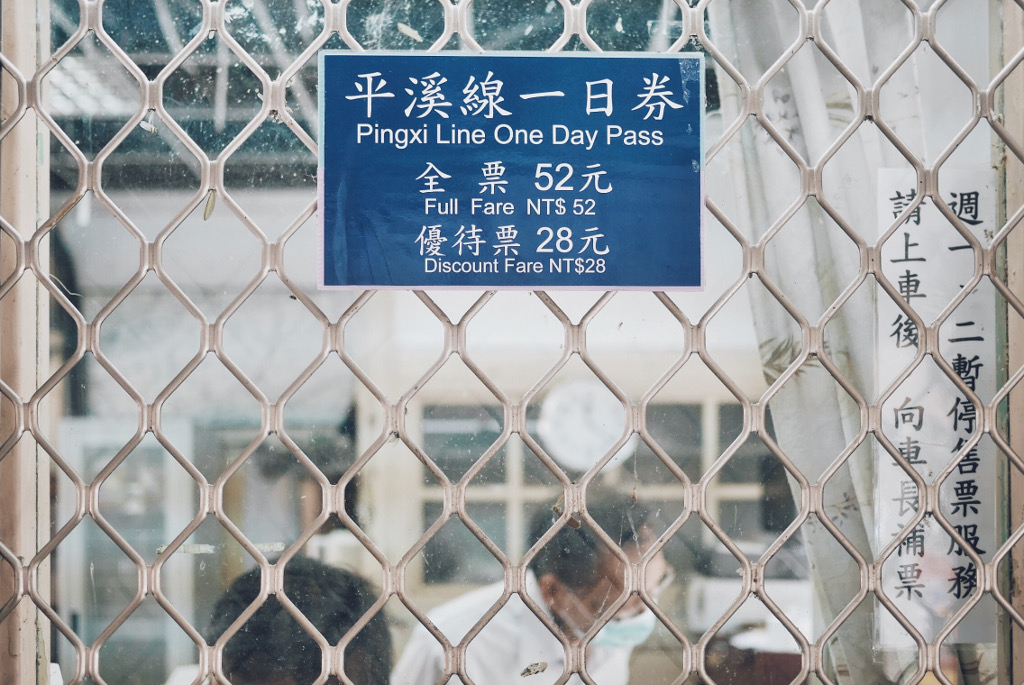 平溪線一日券
Pingxi Line One Day Pass
全票 52元
Full Fare NT$ 52
優待票 28元
Discount Fare NT$28
週一、二暫停售票服務
請上車後 向車長補票